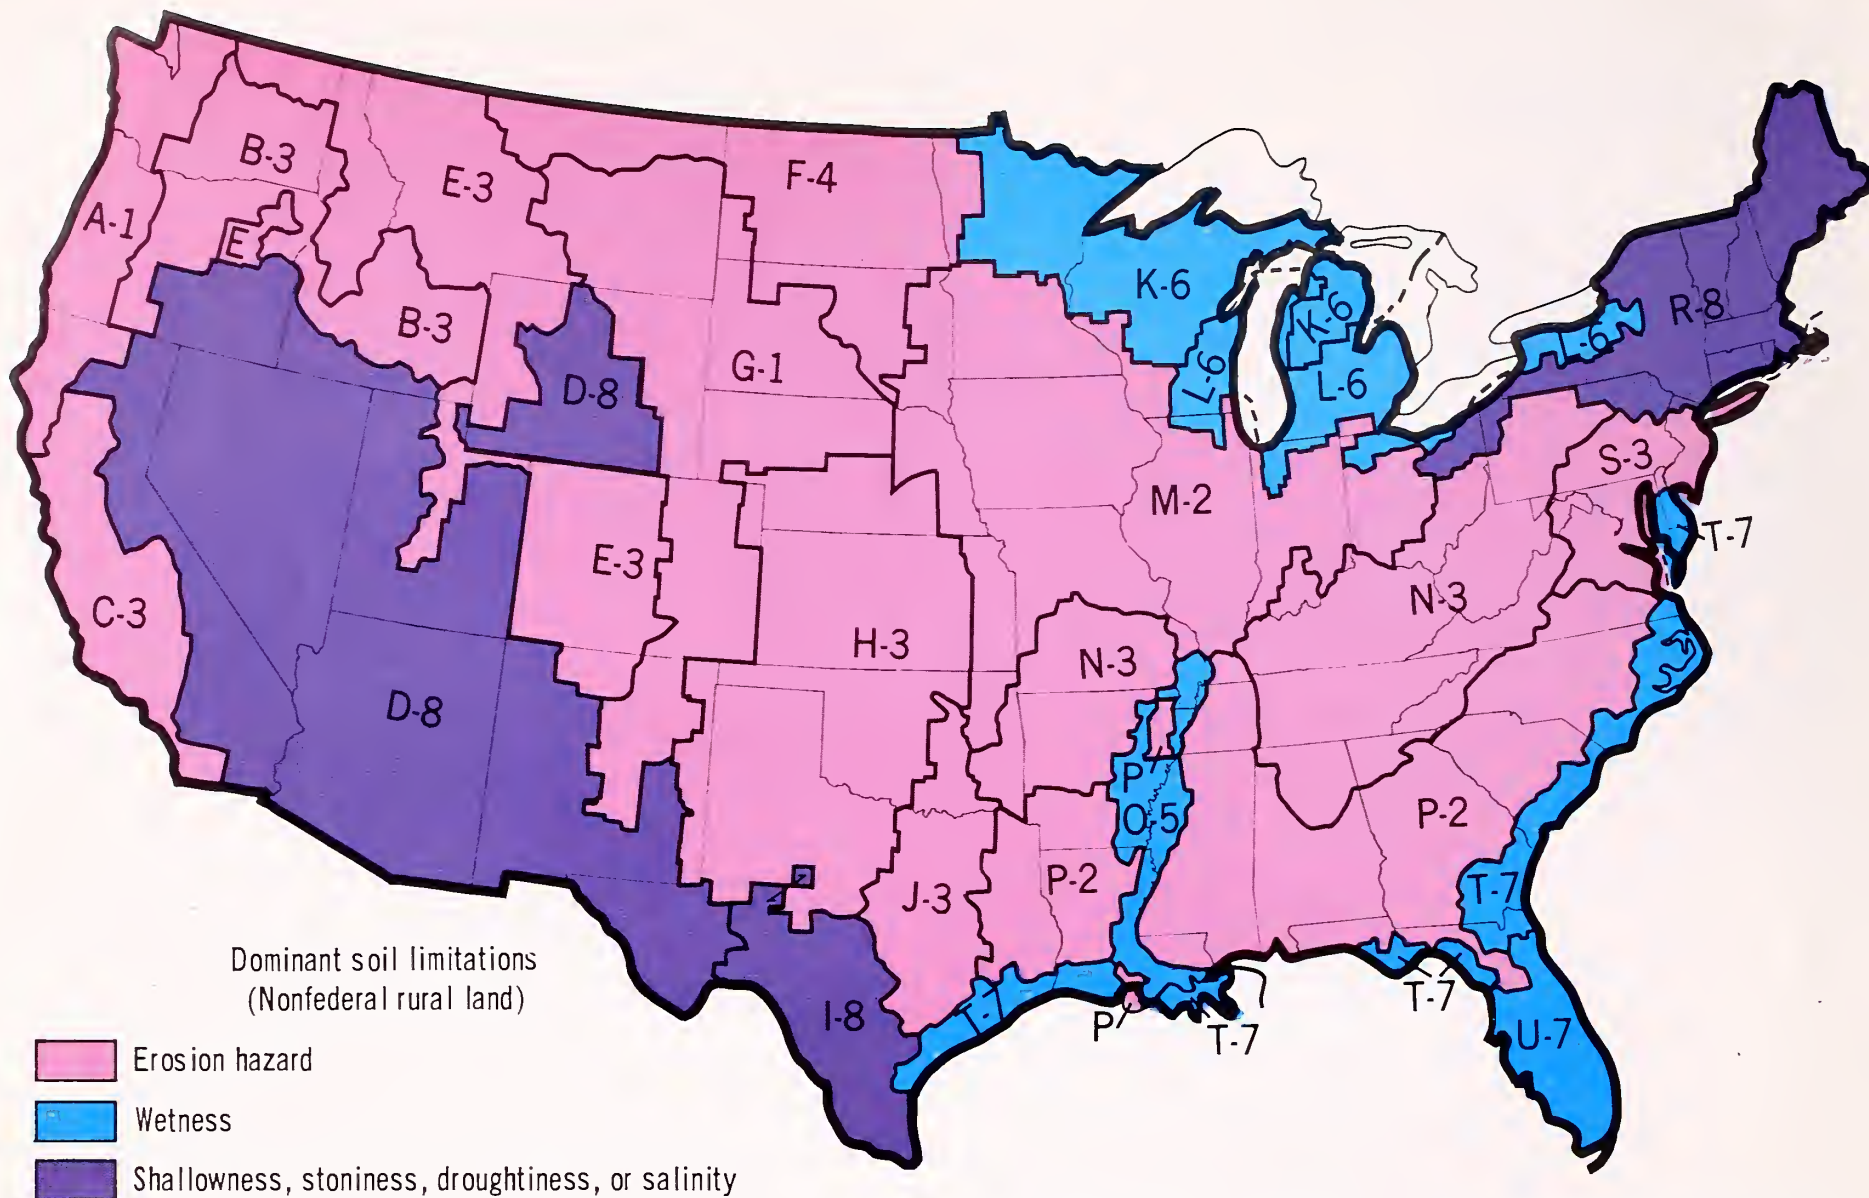 B-3
E-3
F-4
A-1
E
K-6
K-6
R-8
B-3
L-6
L-6
G-1
D-8
L-6
S-3
M-2
T-7
E-3
C-3
N-3
H-3
N-3
D-8
P
O-5
P-2
P-2
T-7
J-3
I-8
P
T-7
T-7
U-7
Dominant soil limitations
(Nonfederal rural land)
Erosion hazard
Wetness
Shallowness, stoniness, droughtiness, or salinity